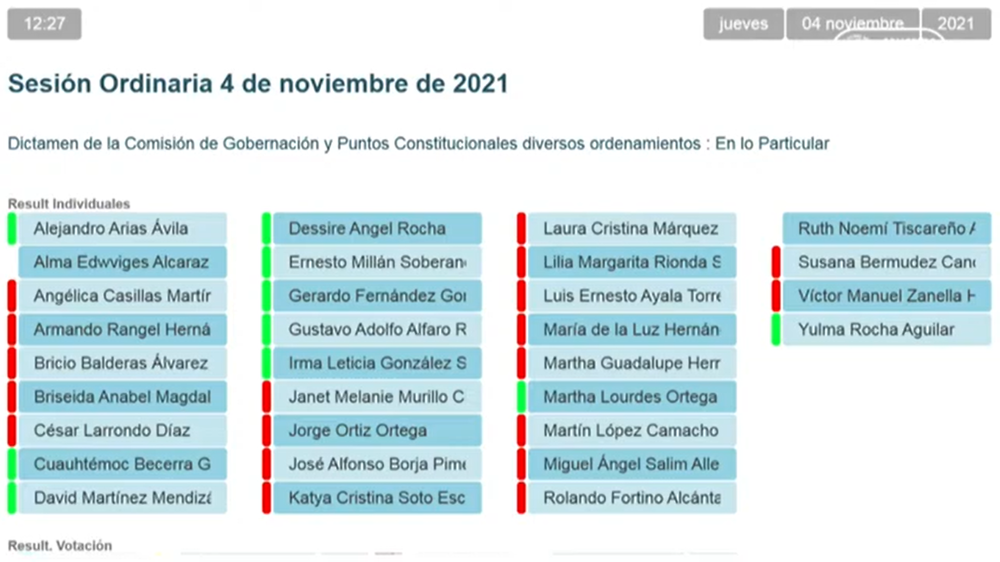 12:27
jueves 04 noviembre 2021
Sesión Ordinaria 4 de noviembre de 2021
Dictamen de la Comisión de Gobernación y Puntos Constitucionales diversos ordenamientos : En lo Particular
Result Individuales
Alejandro Arias Ávila
Alma Edwviges Alcaraz
Angélica Casillas Martír
Armando Rangel Herná
Bricio Balderas Álvarez
Briseida Anabel Magdal
César Larrondo Díaz
Cuauhtémoc Becerra G
David Martínez Mendizá
Dessire Angel Rocha
Ernesto Millán Soberan
Gerardo Fernández Gor
Gustavo Adolfo Alfaro R
Irma Leticia González S
Janet Melanie Murillo C
Jorge Ortiz Ortega
José Alfonso Borja Pime
Katya Cristina Soto Esc
Laura Cristina Márquez
Lilia Margarita Rionda S
Luis Ernesto Ayala Torre
María de la Luz Hernán
Martha Guadalupe Herr
Martha Lourdes Ortega
Martín López Camacho
Miguel Ángel Salim Alle
Rolando Fortino Alcánta
Ruth Noemí Tiscareño A
Susana Bermudez Canc
Víctor Manuel Zanella H
Yulma Rocha Aguilar
Result. Votación